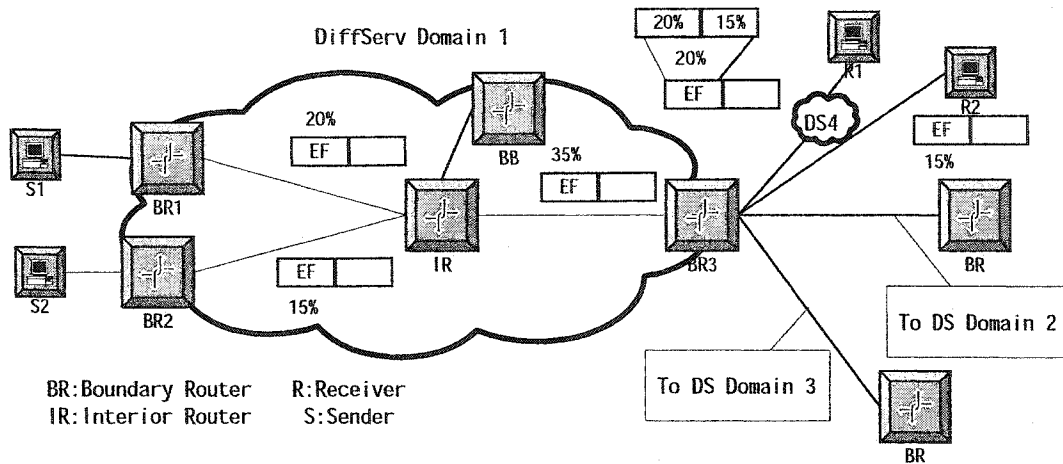 DiffServ Domain 1
20% 15%
20%
EF
R1
R2
DS4
EF
15%
20%
EF
BB
35%
EF
S1
BR1
IR
BR3
BR
S2
BR2
EF
15%
To DS Domain 2
To DS Domain 3
BR:Boundary Router R:Receiver
IR:Interior Router S:Sender
BR